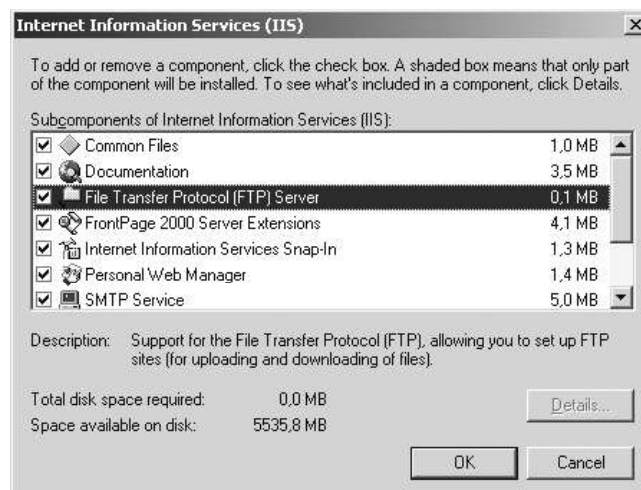 Internet Information Services (IIS)
To add or remove a component, click the check box. A shaded box means that only part
of the component will be installed. To see what's included in a component, click Details.
Subcomponents of Internet Information Services (IIS):
Common Files 1,0 MB
Documentation 3,5 MB
File Transfer Protocol (FTP) Server 0,1 MB
FrontPage 2000 Server Extensions 4,1 MB
Internet Information Services Snap-In 1,3 MB
Personal Web Manager 1,4 MB
SMTP Service 5,0 MB
Description: Support for the File Transfer Protocol (FTP), allowing you to set up FTP
sites (for uploading and downloading of files).
Total disk space required: 0,0 MB
Space available on disk: 5535,8 MB
Details...
OK Cancel